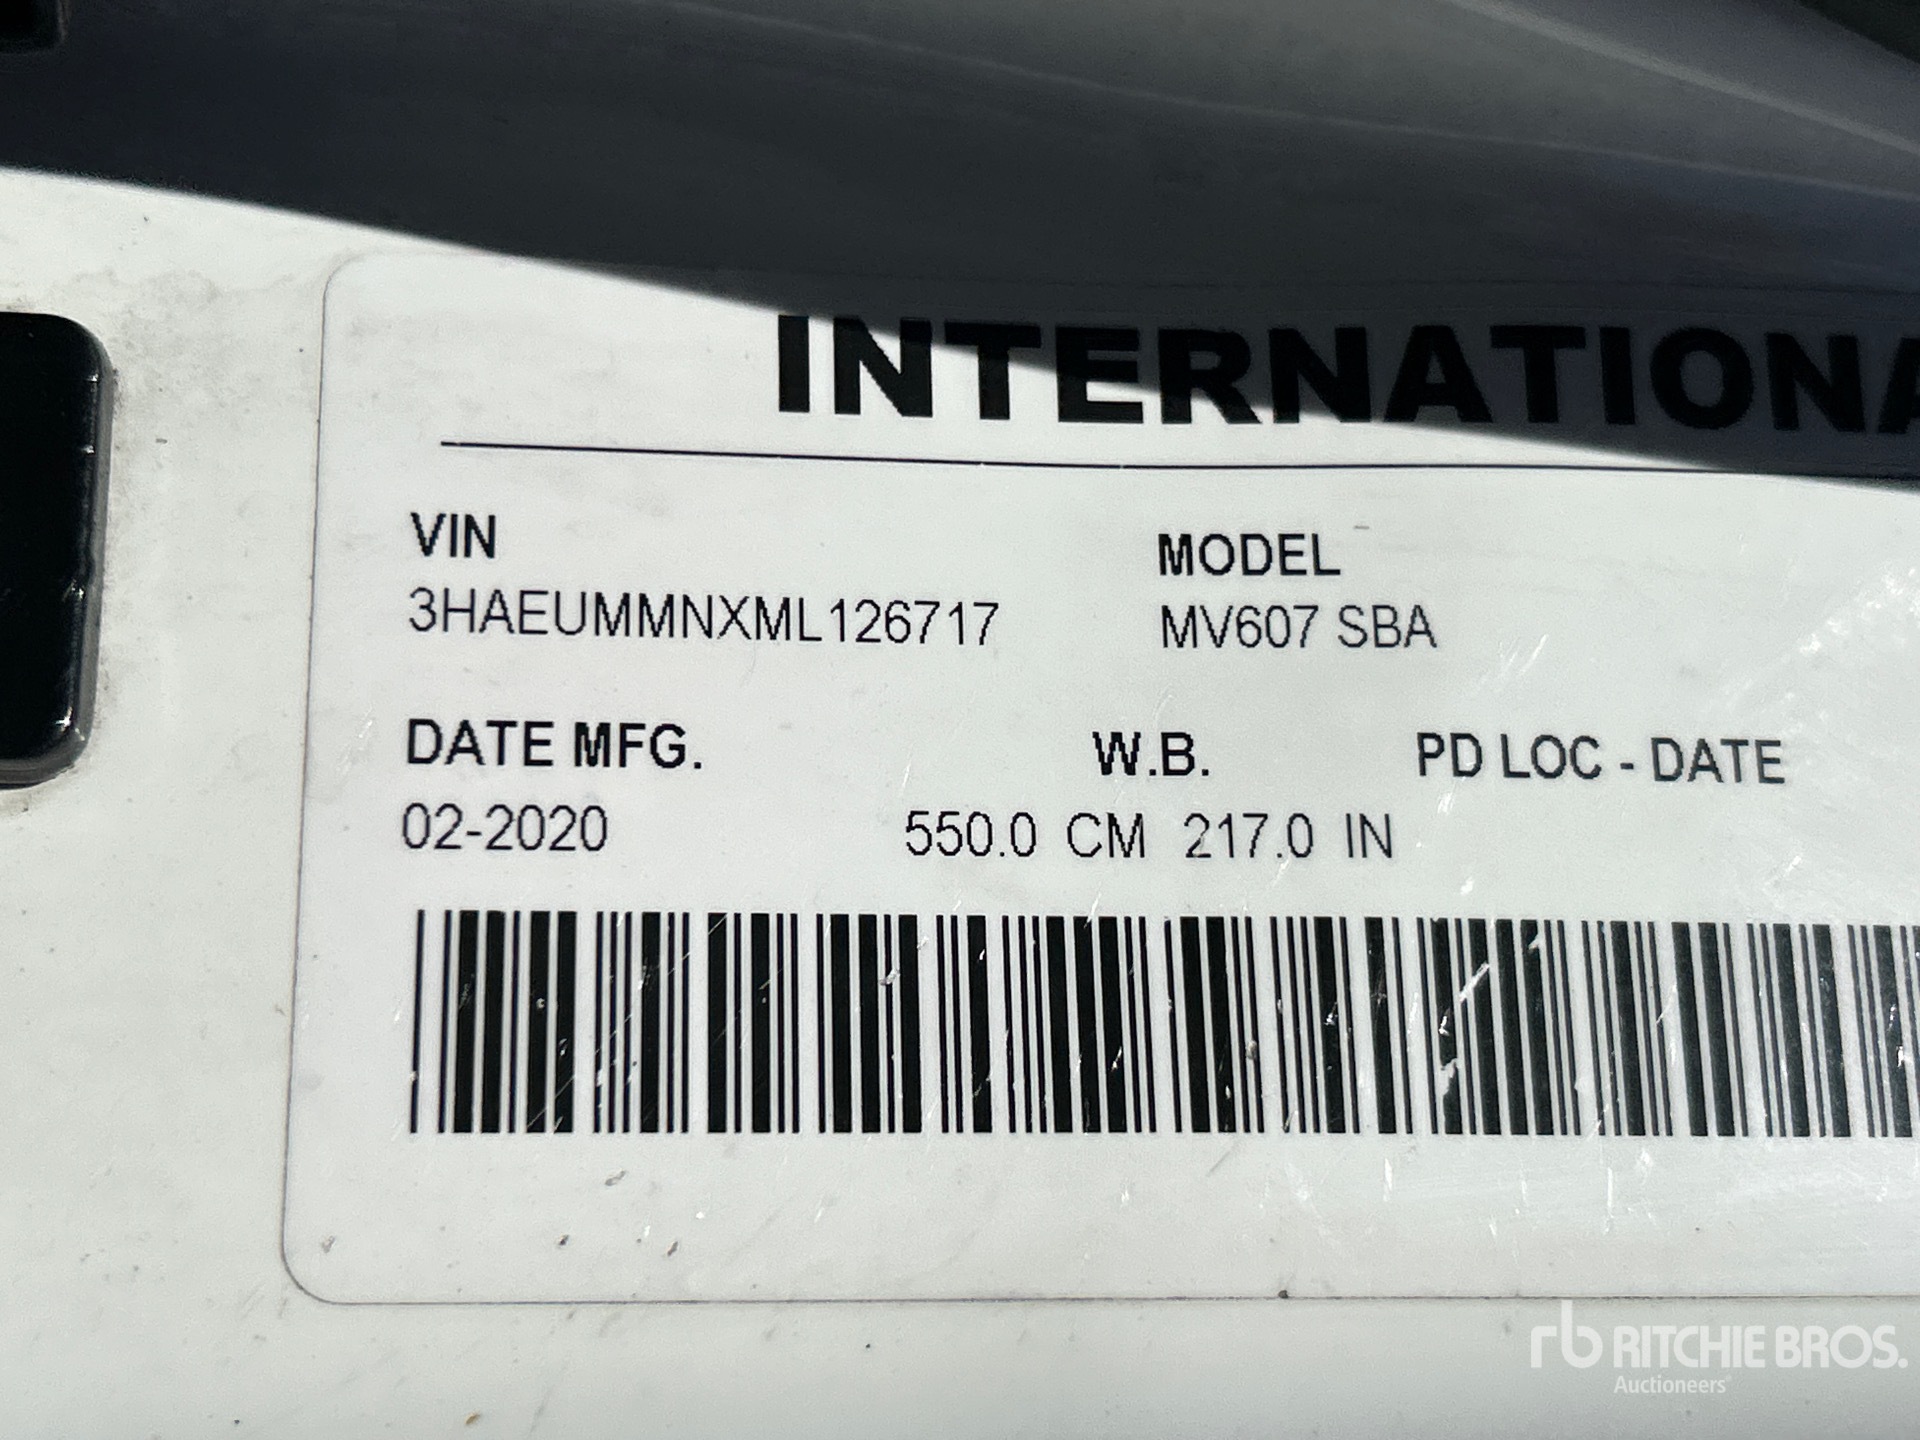 INTERNATIONA
VIN
3HAEUMMNXML126717
MODEL
MV607 SBA
DATE MFG.
02-2020
W.B.
550.0 CM 217.0 IN
PD LOC - DATE
rb RITCHIE BROS.
Auctioneers